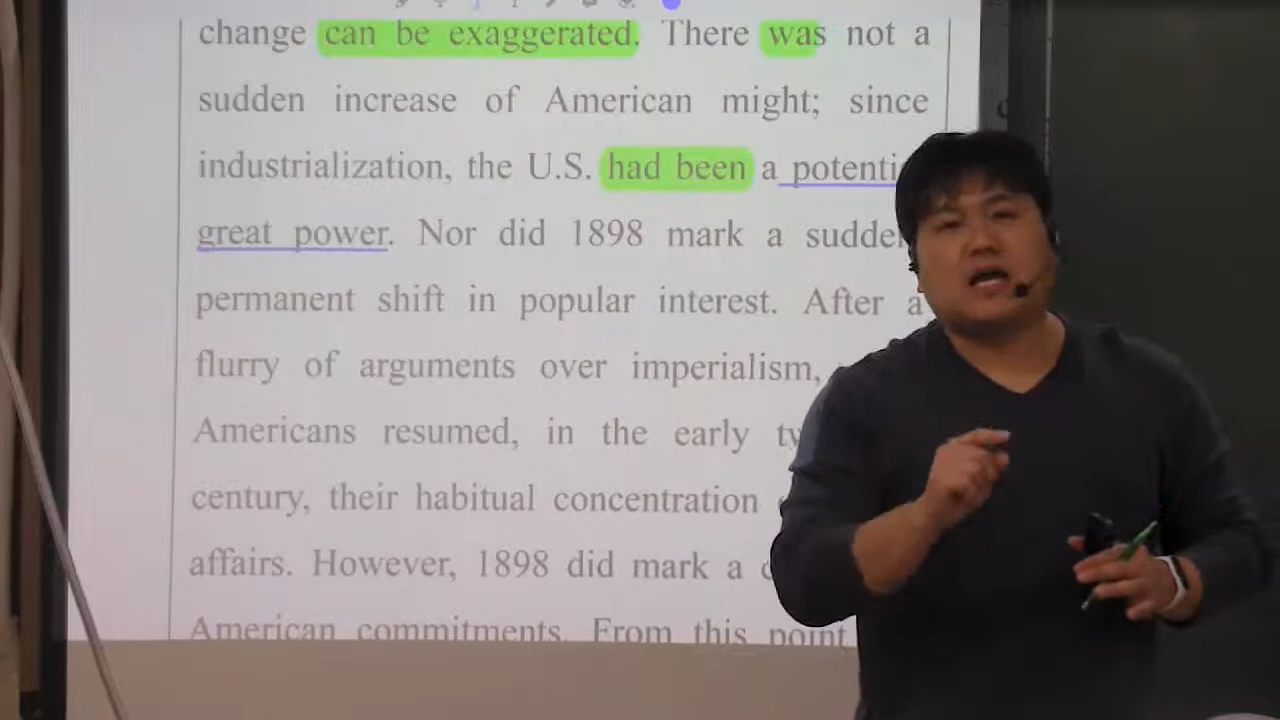 change can be exaggerated. There was not a
sudden increase of American might; since
industrialization, the U.S. had been a potenti
great power. Nor did 1898 mark a sudden
permanent shift in popular interest. After a
flurry of arguments over imperialism,
Americans resumed, in the early tw
century, their habitual concentration
affairs. However, 1898 did mark a c
American commitments. From this point